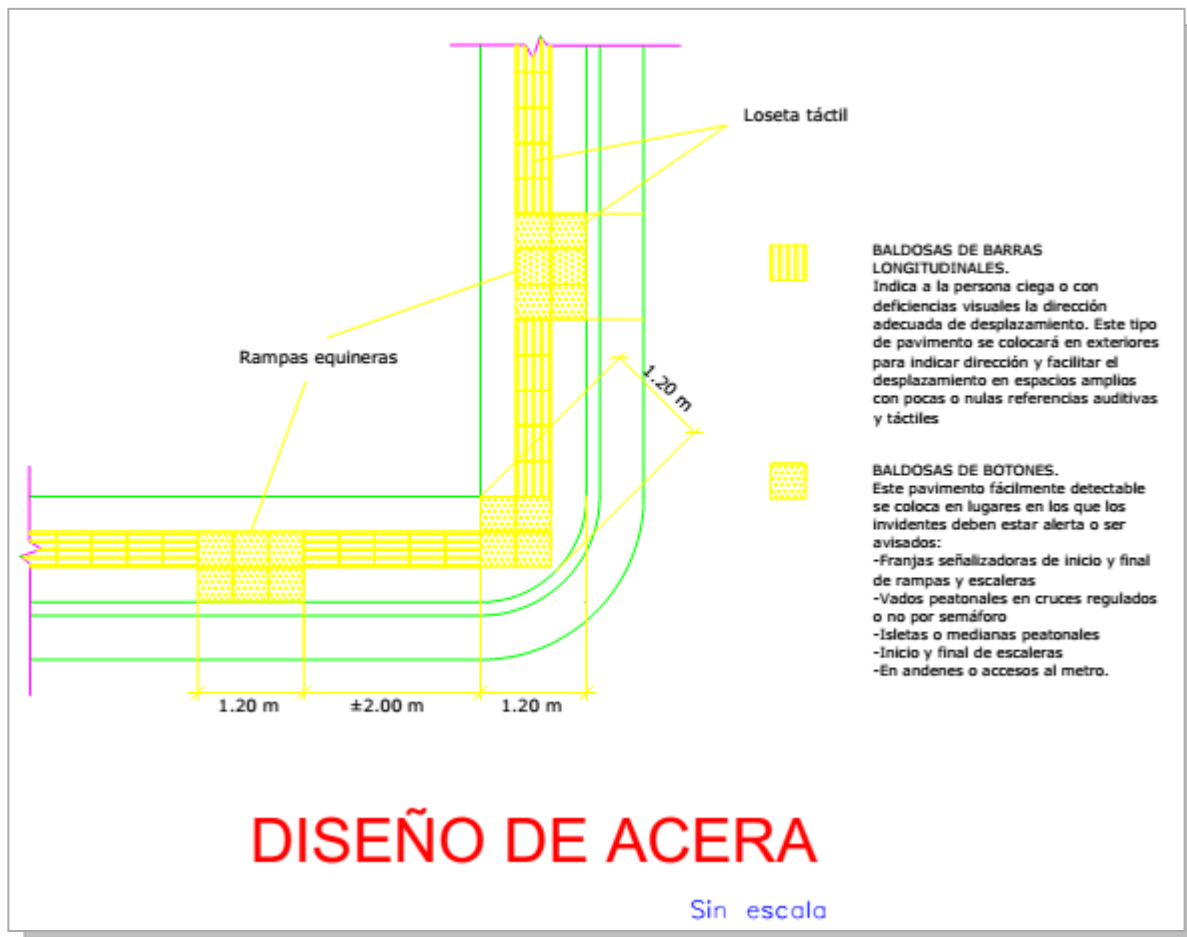 Loseta táctil
BALDOSAS DE BARRAS
LONGITUDINALES.
Indica a la persona ciega o con
deficiencias visuales la dirección
adecuada de desplazamiento. Este tipo
de pavimento se colocará en exteriores
para indicar dirección y facilitar el
desplazamiento en espacios amplios
con pocas o nulas referencias auditivas
y táctiles
Rampas equineras
1.20 m
BALDOSAS DE BOTONES.
Este pavimento fácilmente detectable
se coloca en lugares en los que los
invidentes deben estar alerta o ser
avisados:
-Franjas señalizadoras de inicio y final
de rampas y escaleras
-Vados peatonales en cruces regulados
o no por semáforo
-Isletas o medianas peatonales
-Inicio y final de escaleras
-En andenes o accesos al metro.
1.20 m ±2.00 m 1.20 m
DISEÑO DE ACERA
Sin escala